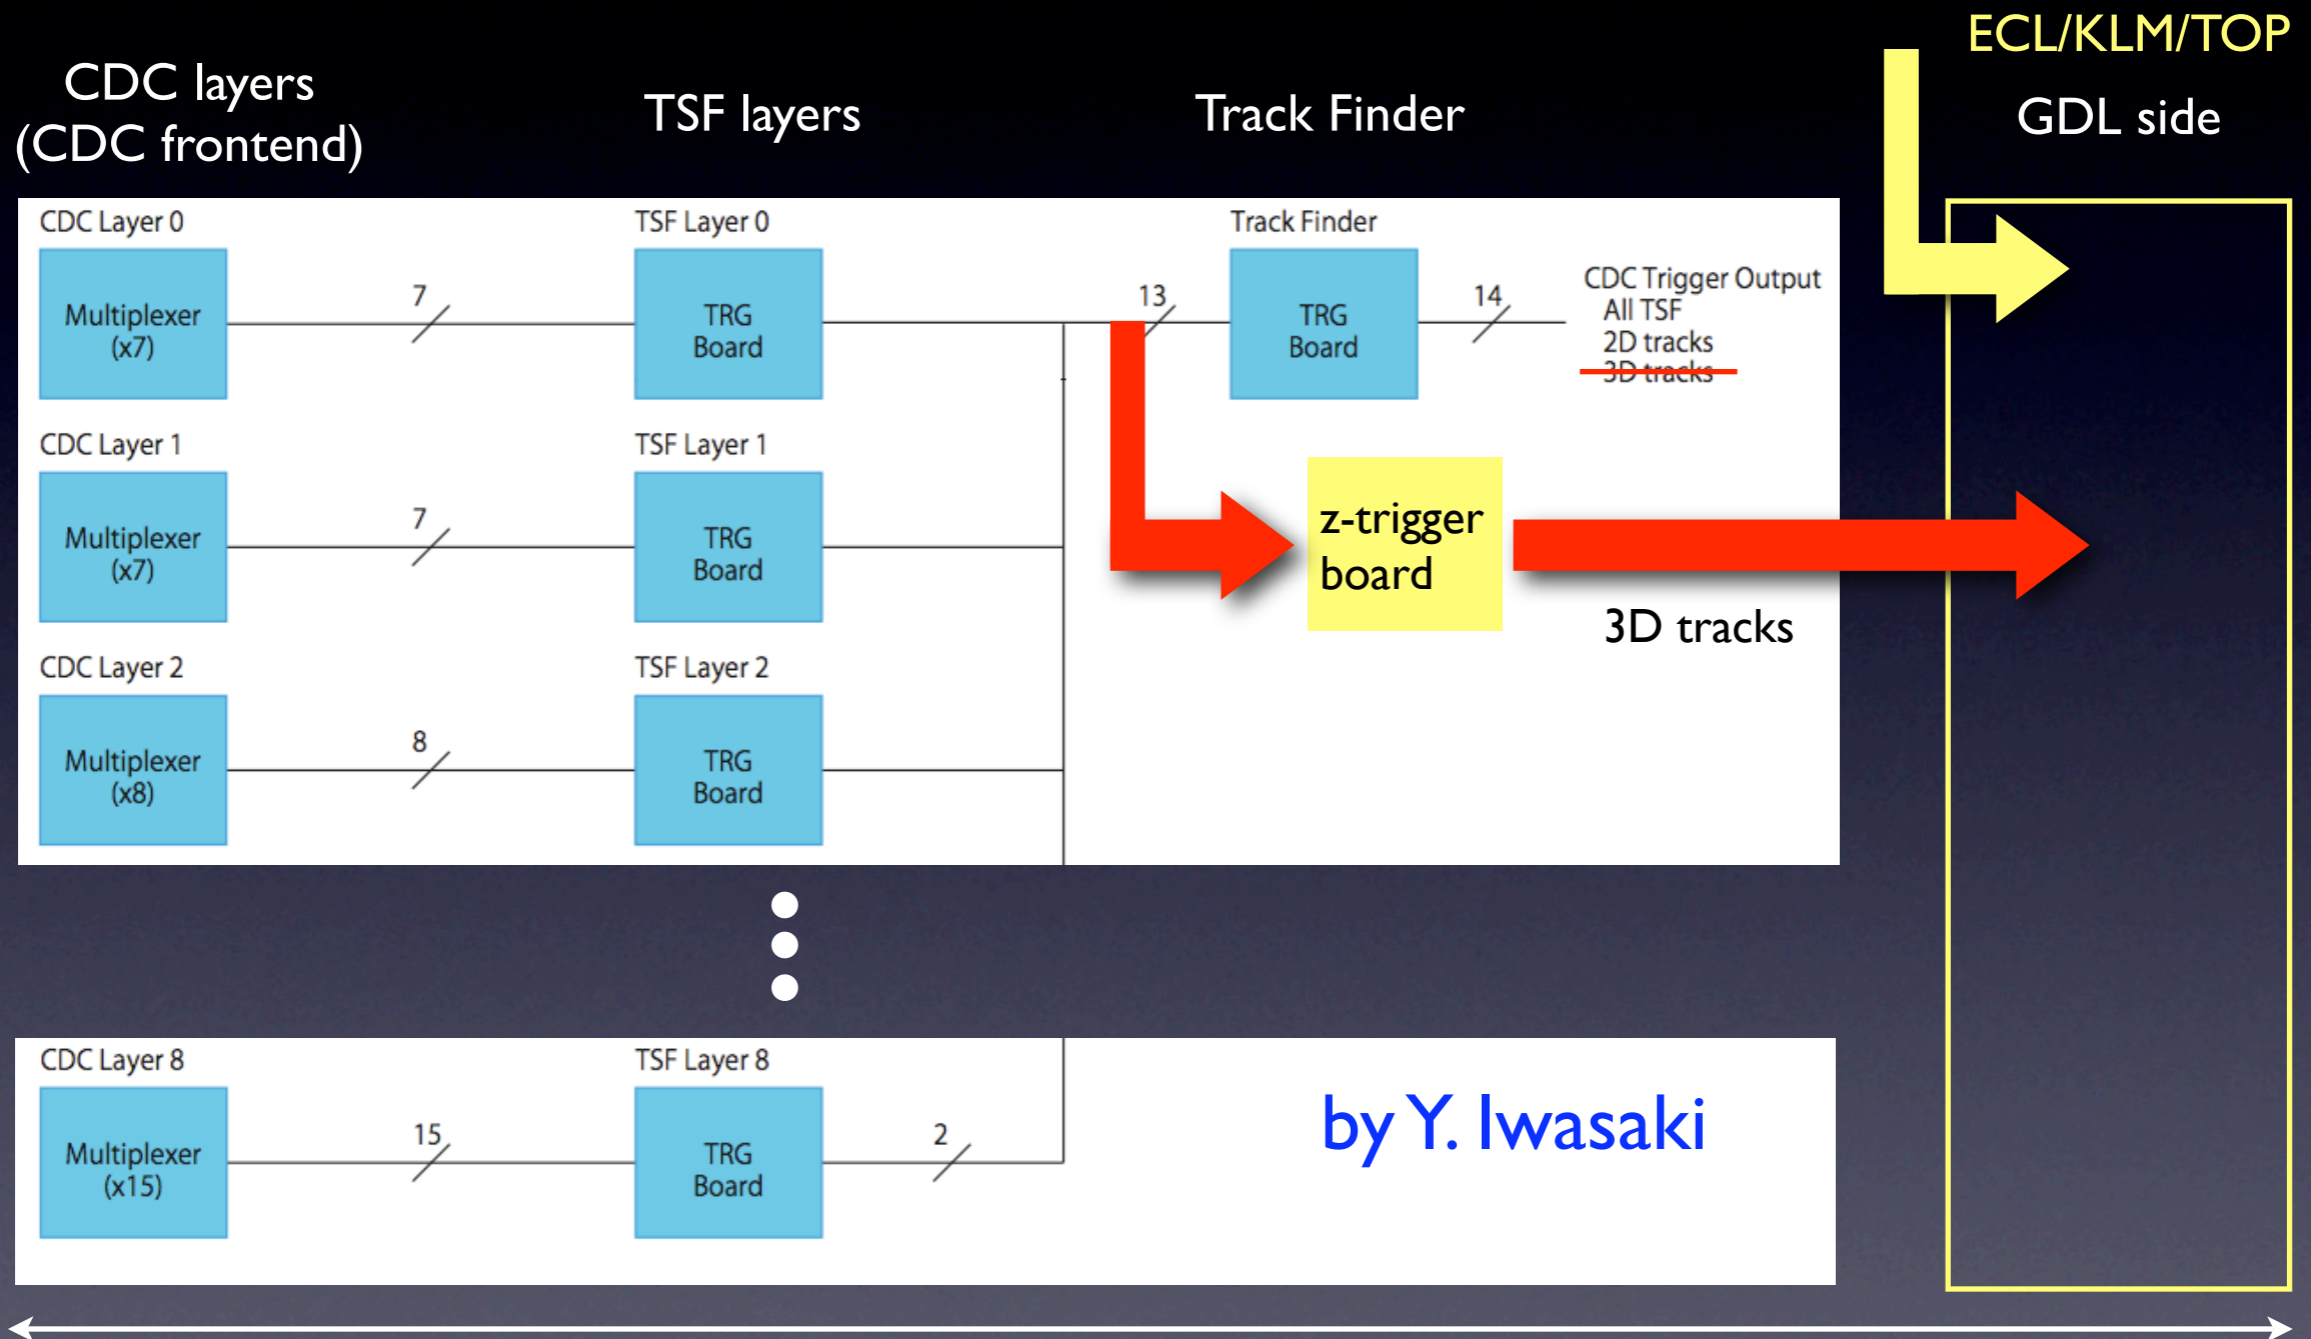 ECL/KLM/TOP
CDC layers
(CDC frontend)
TSF layers
Track Finder
GDL side
CDC Layer 0
TSF Layer 0
Track Finder
Multiplexer
(x7)
7
TRG
Board
13
TRG
Board
14
CDC Trigger Output
All TSF
2D tracks
3D tracks
CDC Layer 1
TSF Layer 1
Multiplexer
(x7)
7
TRG
Board
z-trigger
board
3D tracks
CDC Layer 2
TSF Layer 2
Multiplexer
(x8)
8
TRG
Board
CDC Layer 8
TSF Layer 8
Multiplexer
(x15)
15
TRG
Board
2
by Y. Iwasaki